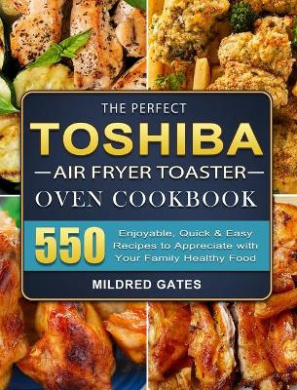 THE PERFECT
TOSHIBA
AIR FRYER TOASTER
OVEN COOKBOOK
550
Enjoyable, Quick & Easy
Recipes to Appreciate with
Your Family Healthy Food
MILDRED GATES